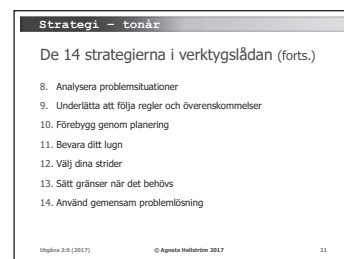 Strategi – tonår
De 14 strategierna i verktygslådan (forts.)
8. Analysera problemsituationer
9. Underlätta att följa regler och överenskommelser
10. Förebygg genom planering
11. Bevara ditt lugn
12. Välj dina strider
13. Sätt gränser när det behövs
14. Använd gemensam problemlösning
Utgåva 2:0 (2017) © Agneta Hellström 2017 21